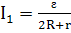 I₁ = ε/(2R+r)